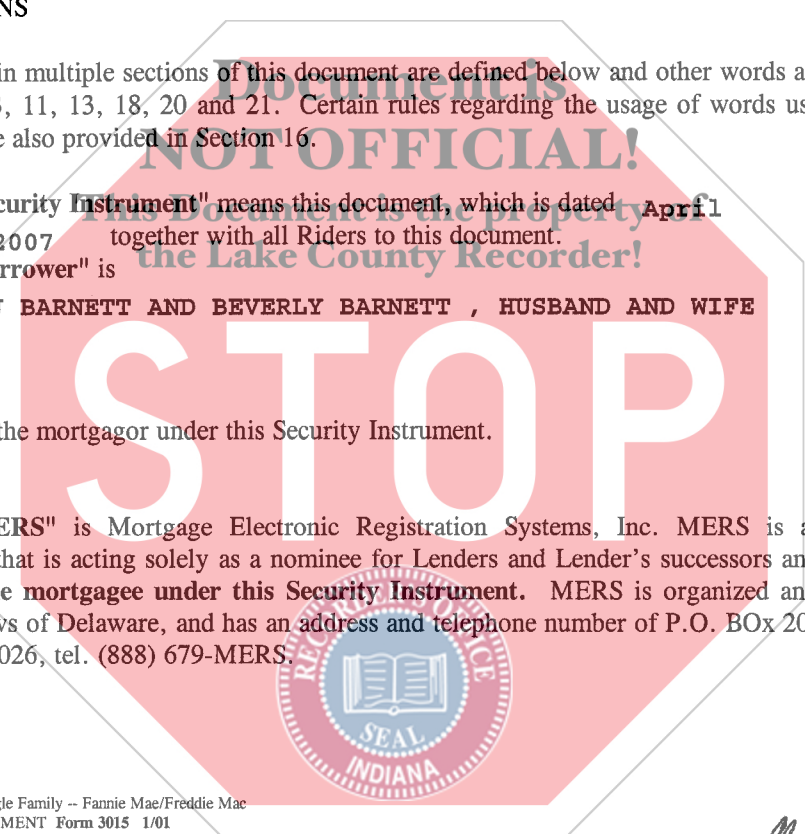 NS
in multiple sections of this document are defined below and other words a
, 11, 13, 18, 20 and 21. Certain rules regarding the usage of words us
e also provided in Section 16.
curity Instrument" means this document, which is dated April
2007 together with all Riders to this document.
rrower" is
BARNETT AND BEVERLY BARNETT , HUSBAND AND WIFE
the mortgagor under this Security Instrument.
ERS" is Mortgage Electronic Registration Systems, Inc. MERS is a
that is acting solely as a nominee for Lenders and Lender's successors an
e mortgagee under this Security Instrument. MERS is organized an
ws of Delaware, and has an address and telephone number of P.O. BOx 20
026, tel. (888) 679-MERS.
gle Family -- Fannie Mae/Freddie Mac
UMENT Form 3015 1/01
Document is
NOT OFFICIAL!
This Document is the property of
the Lake County Recorder!
STOP
RECORDER'S OFFICE
SEAL
INDIANA